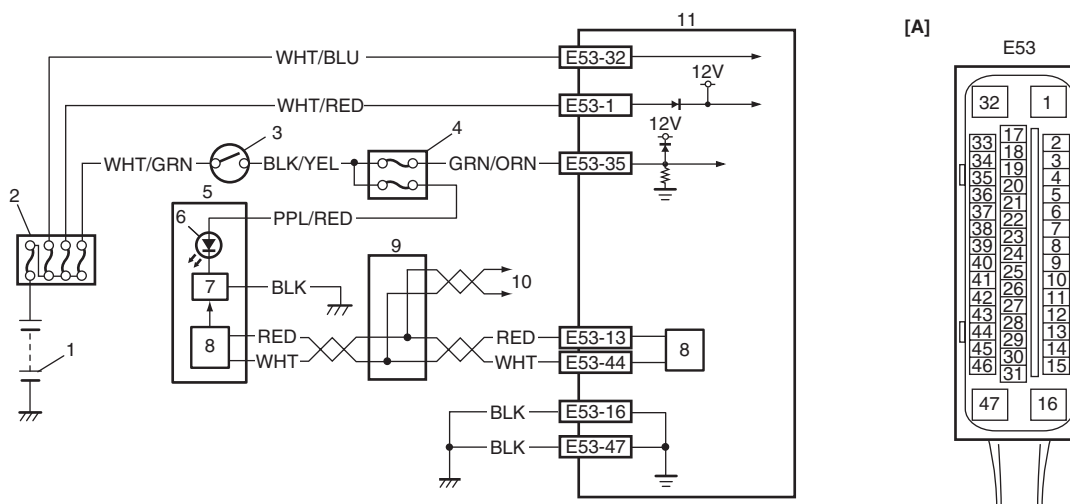 11
[A]
E53
WHT/BLU
E53-32
12V
WHT/RED
E53-1
3
4
12V
WHT/GRN
BLK/YEL
GRN/ORN
E53-35
2
5
6
PPL/RED
9
7
BLK
10
8
RED
RED
E53-13
WHT
WHT
E53-44
8
1
BLK
E53-16
BLK
E53-47
32
1
33
34
35
36
37
38
39
40
41
42
43
44
45
46
17
18
19
20
21
22
23
24
25
26
27
28
29
30
31
2
3
4
5
6
7
8
9
10
11
12
13
14
15
47
16